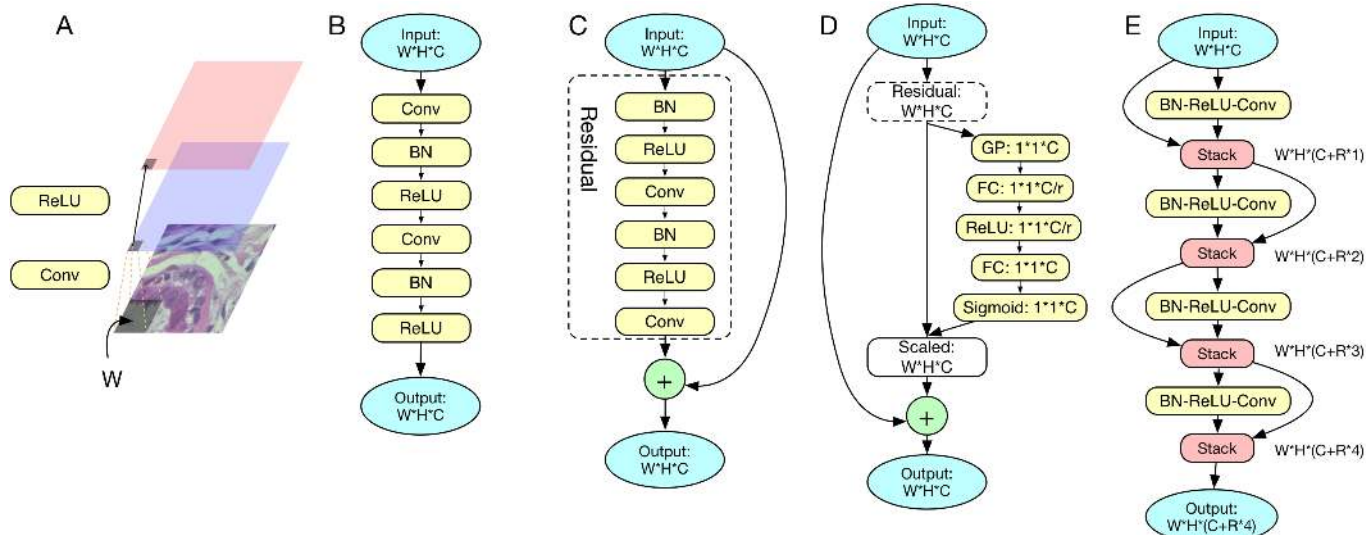 A
ReLU
Conv
W
B
Input:
W*H*C
Conv
BN
ReLU
Conv
BN
ReLU
Output:
W*H*C
C
Input:
W*H*C
Residual
BN
ReLU
Conv
BN
ReLU
Conv
+
Output:
W*H*C
D
Input:
W*H*C
Residual:
W*H*C
GP: 1*1*C
FC: 1*1*C/r
ReLU: 1*1*C/r
FC: 1*1*C
Sigmoid: 1*1*C
Scaled:
W*H*C
+
Output:
W*H*C
E
Input:
W*H*C
BN-ReLU-Conv
Stack
W*H*(C+R*1)
BN-ReLU-Conv
Stack
W*H*(C+R*2)
BN-ReLU-Conv
Stack
W*H*(C+R*3)
BN-ReLU-Conv
Stack
W*H*(C+R*4)
Output:
W*H*(C+R*4)